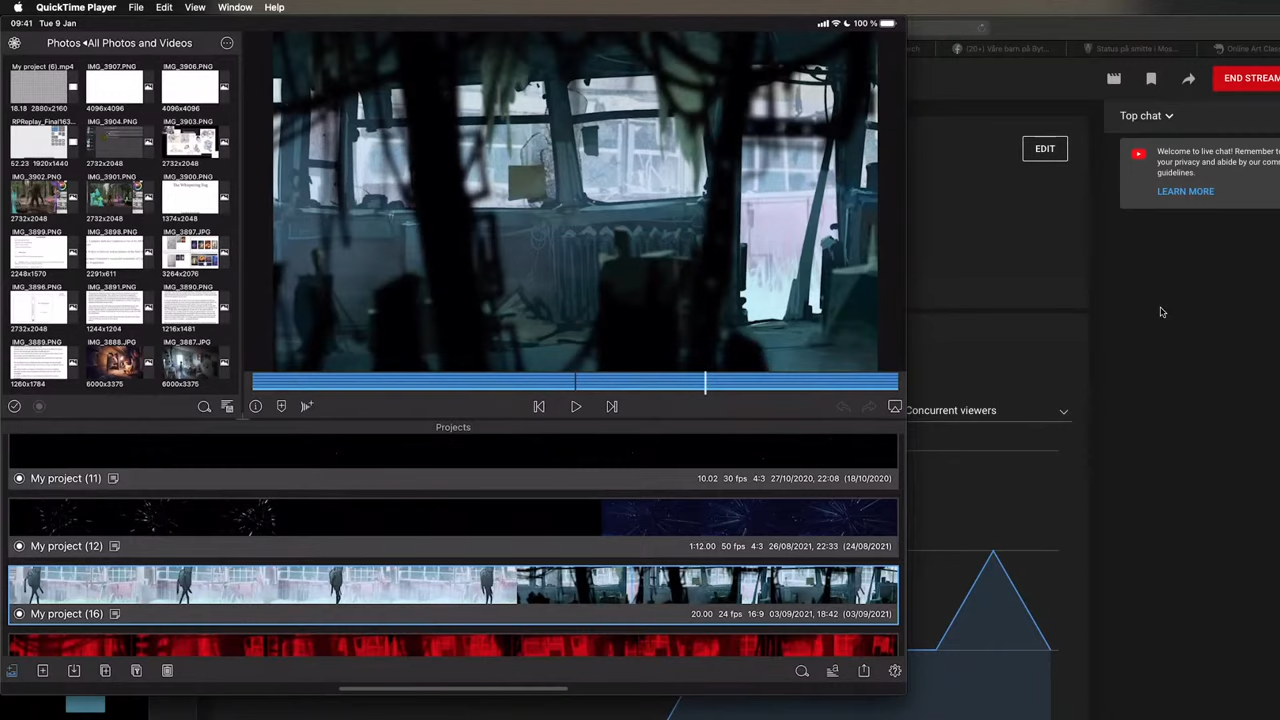 QuickTime Player File Edit View Window Help
09:41 Tue 9 Jan
100 %
Photos All Photos and Videos
My project (6).mp4 IMG_3907.PNG IMG_3906.PNG
18.18 2880x2160 4096x4096 4096x4096
RPReplay_Final163... IMG_3904.PNG IMG_3903.PNG
52.23 1920x1440 2732x2048 2732x2048
IMG_3902.PNG IMG_3901.PNG IMG_3900.PNG
The Whispering Fog
2732x2048 2732x2048 1374x2048
IMG_3899.PNG IMG_3898.PNG IMG_3897.JPG
2248x1570 2291x611 3264x2076
IMG_3896.PNG IMG_3891.PNG IMG_3890.PNG
2732x2048 1244x1204 1216x1481
IMG_3889.PNG IMG_3888.JPG IMG_3887.JPG
1260x1784 6000x3375 6000x3375
Projects
My project (11) 10.02 30 fps 4:3 27/10/2020, 22:08 (18/10/2020)
My project (12) 1:12.00 50 fps 4:3 26/08/2021, 22:33 (24/08/2021)
My project (16) 20.00 24 fps 16:9 03/09/2021, 18:42 (03/09/2021)
(20+) Våre barn på Byt...
Status på smitte i Mos...
Online Art Clas
END STREAM
Top chat
EDIT
Welcome to live chat! Remember to
your privacy and abide by our comm
guidelines.
LEARN MORE
Concurrent viewers